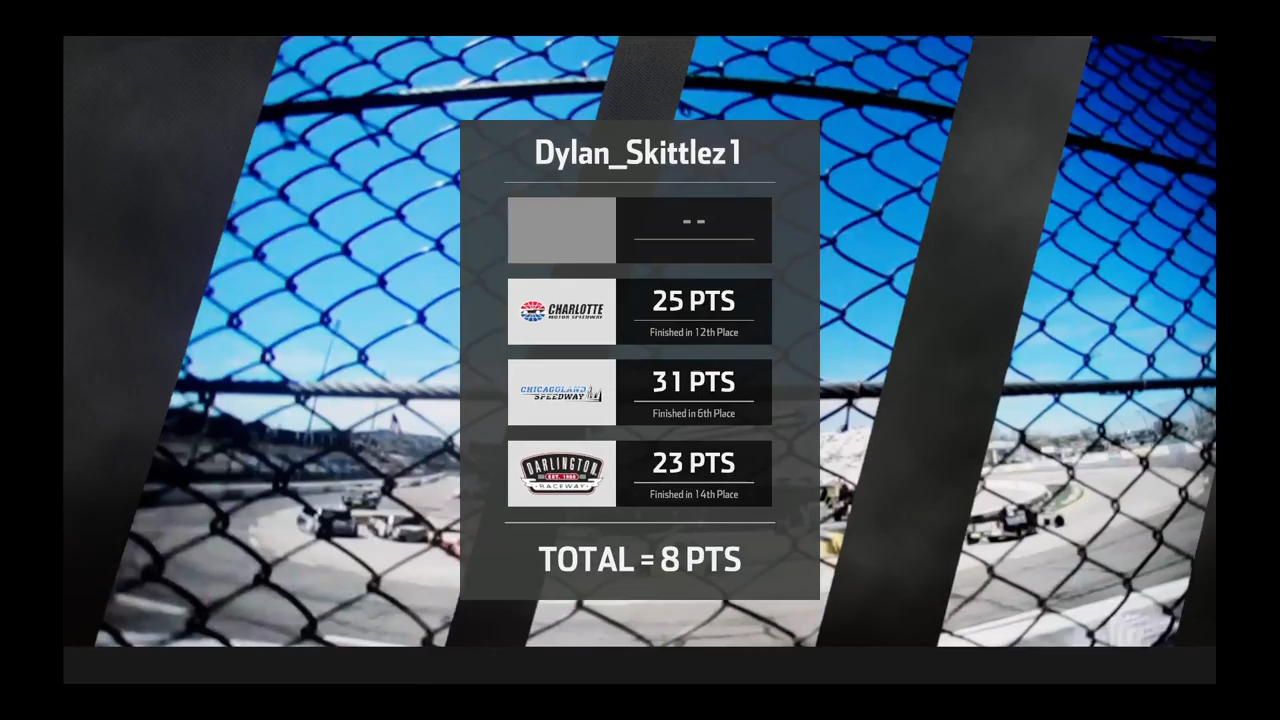 Dylan_Skittlez1
--
CHARLOTTE
MOTOR SPEEDWAY
25 PTS
Finished in 12th Place
CHICAGOLAND
SPEEDWAY
31 PTS
Finished in 6th Place
DARLINGTON
EST. 1950
RACEWAY
23 PTS
Finished in 14th Place
TOTAL = 8 PTS